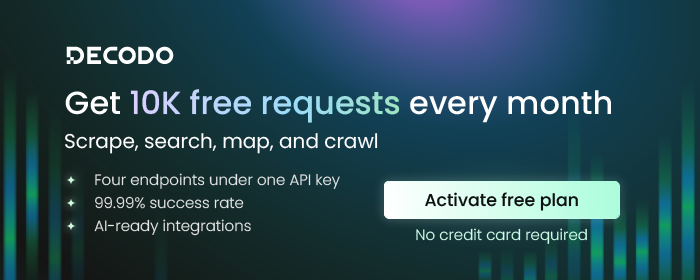 DECODO
Get 10K free requests every month
Scrape, search, map, and crawl
Four endpoints under one API key
99.99% success rate
AI-ready integrations
Activate free plan
No credit card required